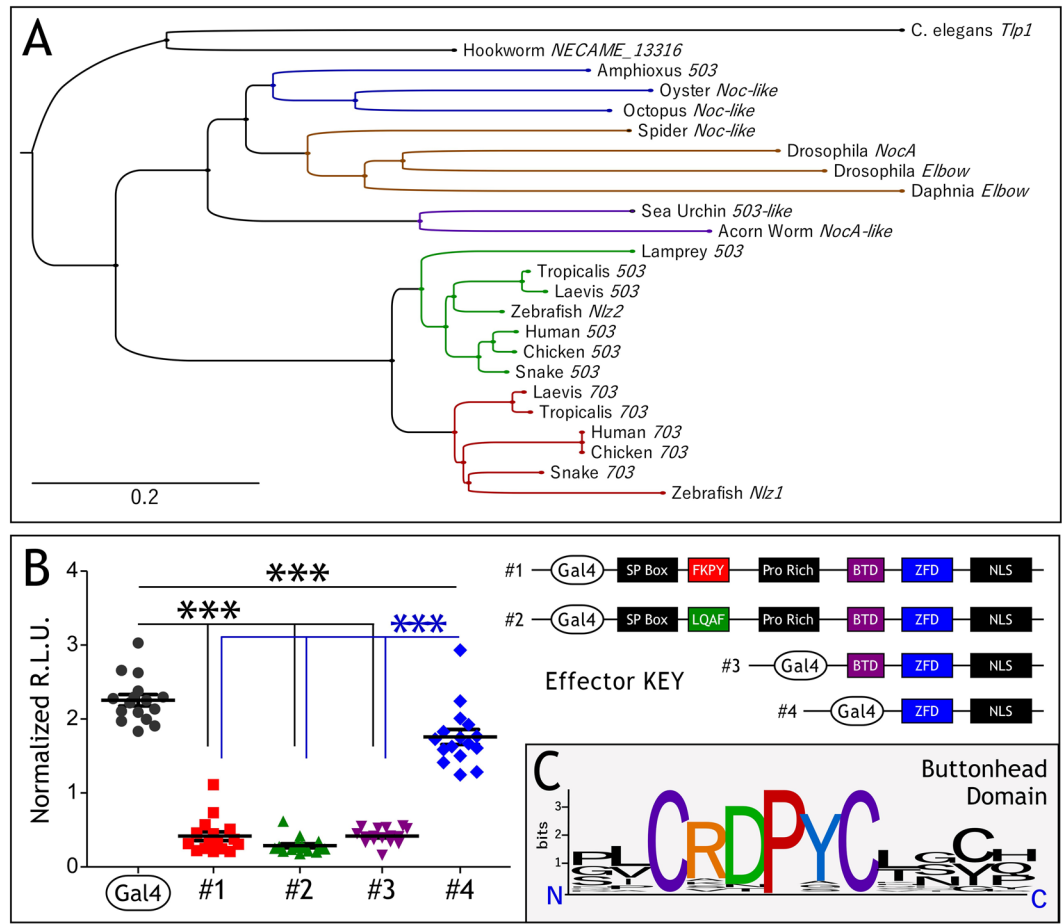 A
C. elegans Tlp1
Hookworm NECAME_13316
Amphioxus 503
Oyster Noc-like
Octopus Noc-like
Spider Noc-like
Drosophila NocA
Drosophila Elbow
Daphnia Elbow
Sea Urchin 503-like
Acorn Worm NocA-like
Lamprey 503
Tropicalis 503
Laevis 503
Zebrafish Nlz2
Human 503
Chicken 503
Snake 503
Laevis 703
Tropicalis 703
Human 703
Chicken 703
Snake 703
Zebrafish Nlz1
0.2
B
Normalized R.L.U.
4
3
2
1
0
***
***
***
Gal4 #1 #2 #3 #4
#1 Gal4 SP Box FKPY Pro Rich BTD ZFD NLS
#2 Gal4 SP Box LQAF Pro Rich BTD ZFD NLS
#3 Gal4 BTD ZFD NLS
Effector KEY
#4 Gal4 ZFD NLS
C
Buttonhead
Domain
bits
3
2
1
CRDPYC
N C